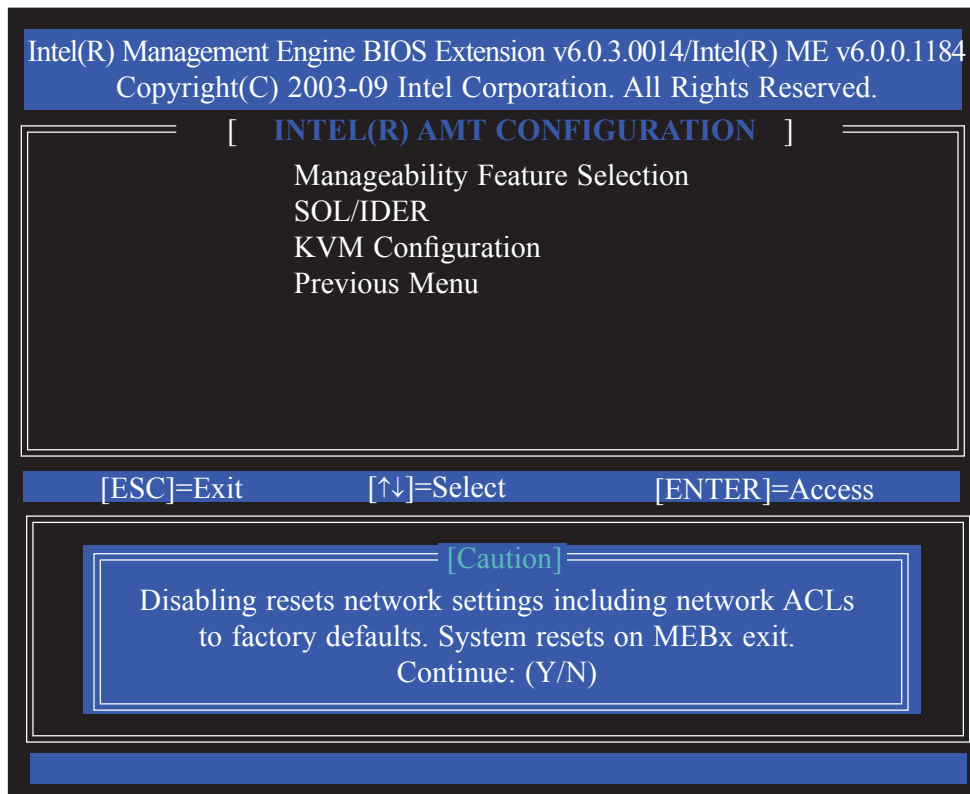 Intel(R) Management Engine BIOS Extension v6.0.3.0014/Intel(R) ME v6.0.0.1184
Copyright(C) 2003-09 Intel Corporation. All Rights Reserved.
[ INTEL(R) AMT CONFIGURATION ]
Manageability Feature Selection
SOL/IDER
KVM Configuration
Previous Menu
[ESC]=Exit [↑↓]=Select [ENTER]=Access
[Caution]
Disabling resets network settings including network ACLs
to factory defaults. System resets on MEBx exit.
Continue: (Y/N)